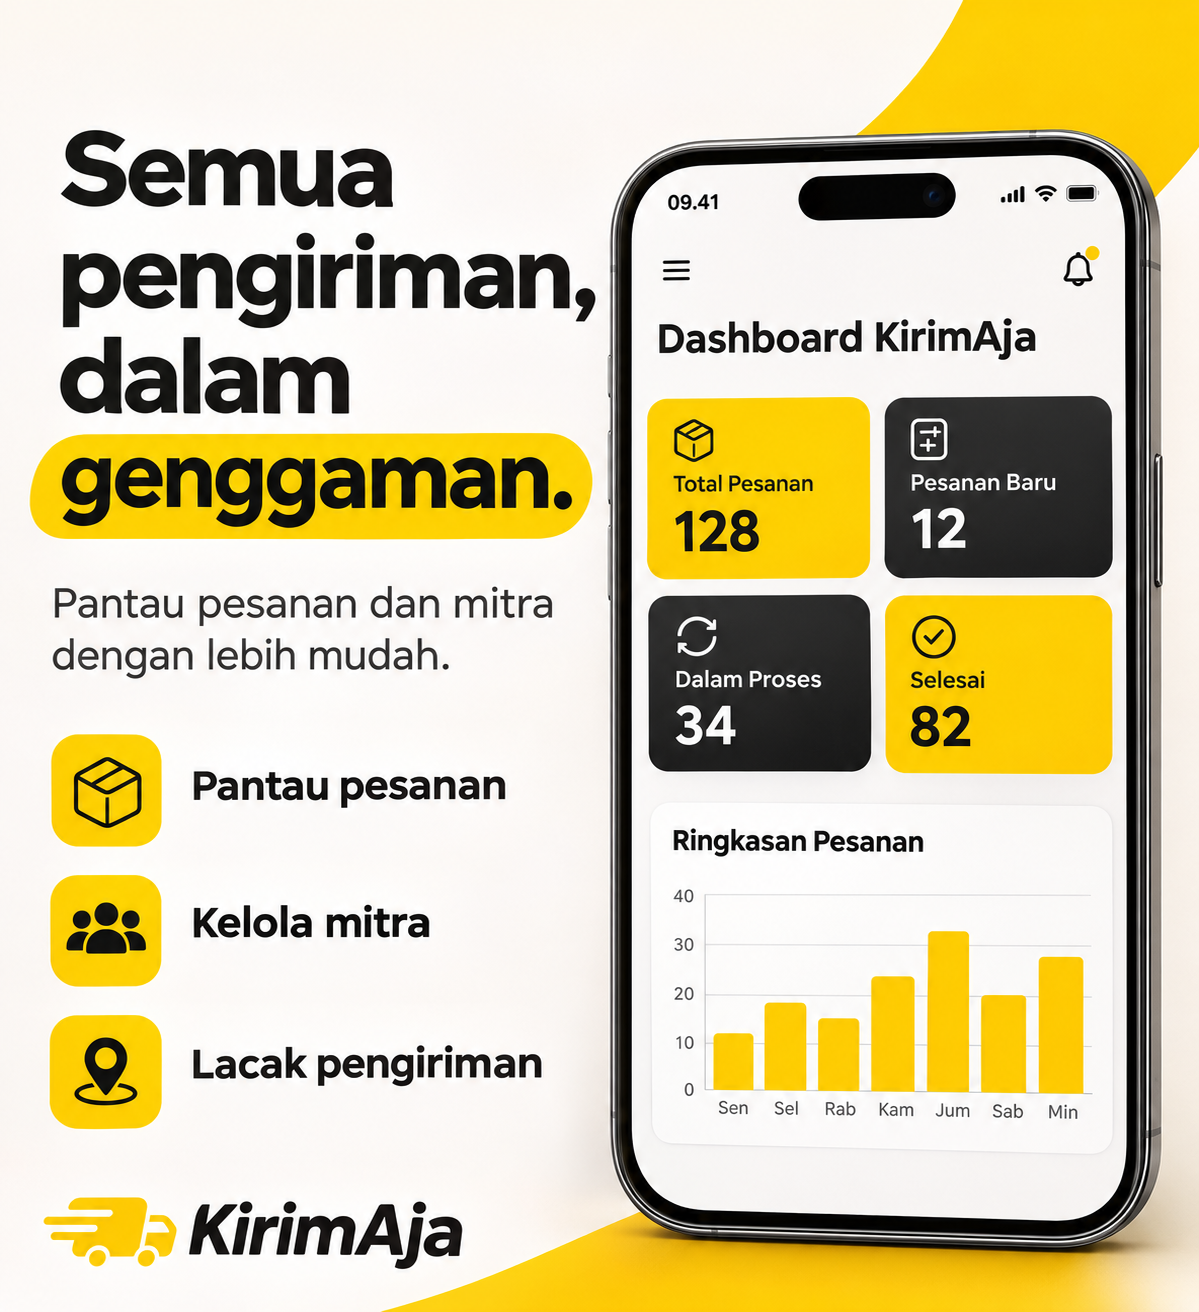 Semua
pengiriman,
dalam
genggaman.
Pantau pesanan dan mitra
dengan lebih mudah.
Pantau pesanan
Kelola mitra
Lacak pengiriman
KirimAja
09.41
Dashboard KirimAja
Total Pesanan
128
Pesanan Baru
12
Dalam Proses
34
Selesai
82
Ringkasan Pesanan
40
30
20
10
0
Sen Sel Rab Kam Jum Sab Min